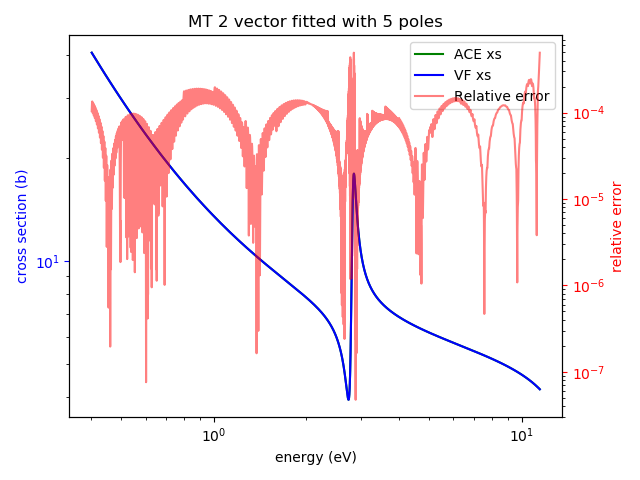 MT 2 vector fitted with 5 poles
ACE xs
VF xs
Relative error
cross section (b)
10^1
10^-4
10^-5
10^-6
10^-7
relative error
10^0
10^1
energy (eV)